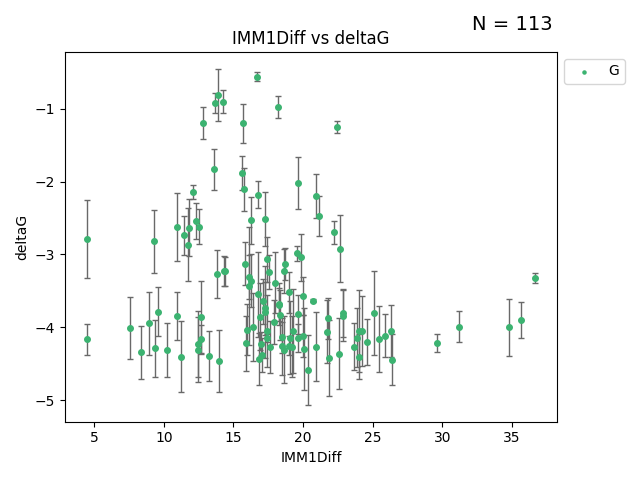 N = 113
IMM1Diff vs deltaG
G
deltaG
−1
−2
−3
−4
−5
5 10 15 20 25 30 35
IMM1Diff